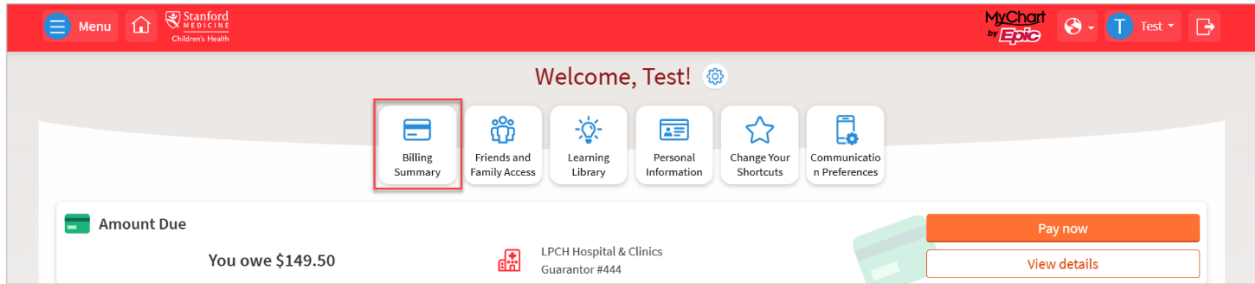 Menu
Stanford
MEDICINE
Children's Health
MyChart
by Epic
T
Test
Welcome, Test!
Billing
Summary
Friends and
Family Access
Learning
Library
Personal
Information
Change Your
Shortcuts
Communicatio
n Preferences
Amount Due
You owe $149.50
LPCH Hospital & Clinics
Guarantor #444
Pay now
View details